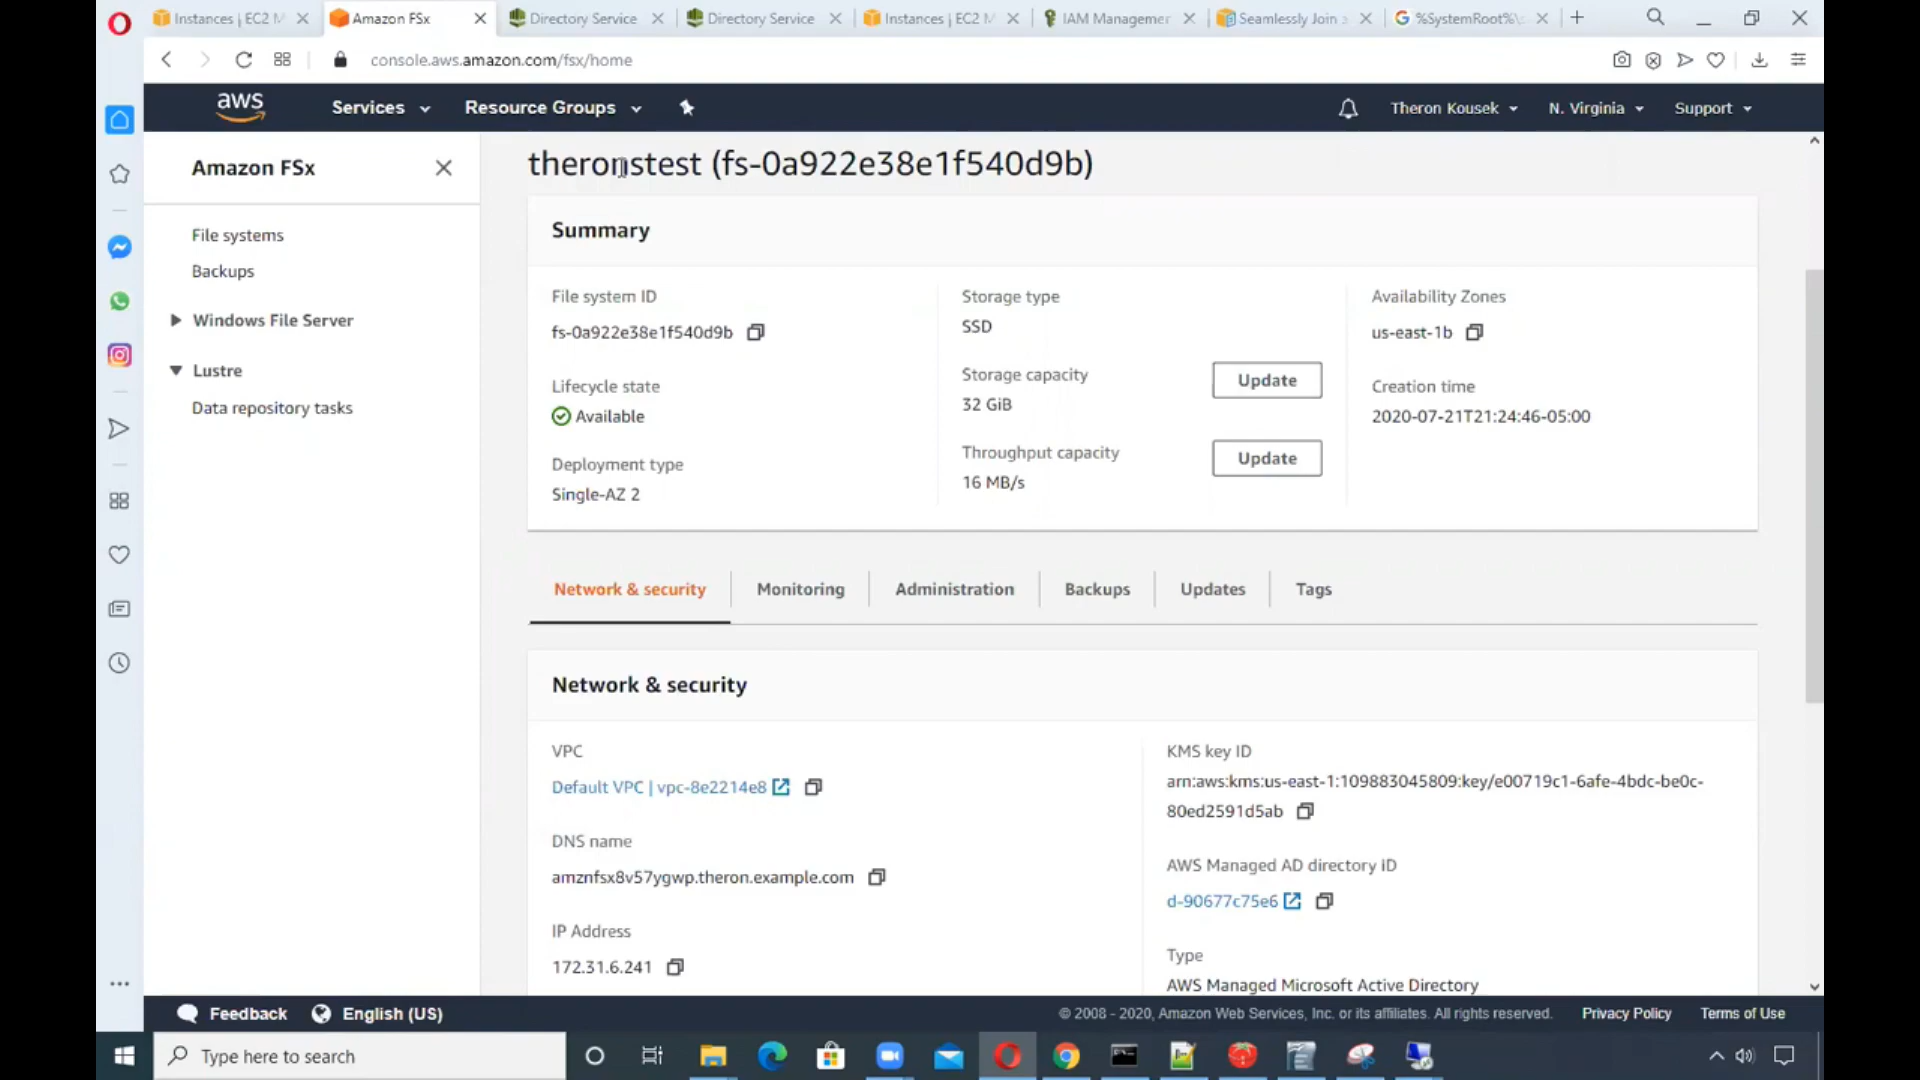 Instances | EC2 M
Amazon FSx
Directory Service
Directory Service
Instances | EC2 M
IAM Managemen
Seamlessly Join a
%SystemRoot%\s
console.aws.amazon.com/fsx/home
aws
Services
Resource Groups
Theron Kousek
N. Virginia
Support
Amazon FSx
File systems
Backups
Windows File Server
Lustre
Data repository tasks
theronstest (fs-0a922e38e1f540d9b)
Summary
File system ID
fs-0a922e38e1f540d9b
Lifecycle state
Available
Deployment type
Single-AZ 2
Storage type
SSD
Storage capacity
32 GiB
Update
Throughput capacity
16 MB/s
Update
Availability Zones
us-east-1b
Creation time
2020-07-21T21:24:46-05:00
Network & security
Monitoring
Administration
Backups
Updates
Tags
Network & security
VPC
Default VPC | vpc-8e2214e8
DNS name
amznfsx8v57ygwp.theron.example.com
IP Address
172.31.6.241
KMS key ID
arn:aws:kms:us-east-1:109883045809:key/e00719c1-6afe-4bdc-be0c-
80ed2591d5ab
AWS Managed AD directory ID
d-90677c75e6
Type
AWS Managed Microsoft Active Directory
Feedback
English (US)
© 2008 - 2020, Amazon Web Services, Inc. or its affiliates. All rights reserved.
Privacy Policy
Terms of Use
Type here to search